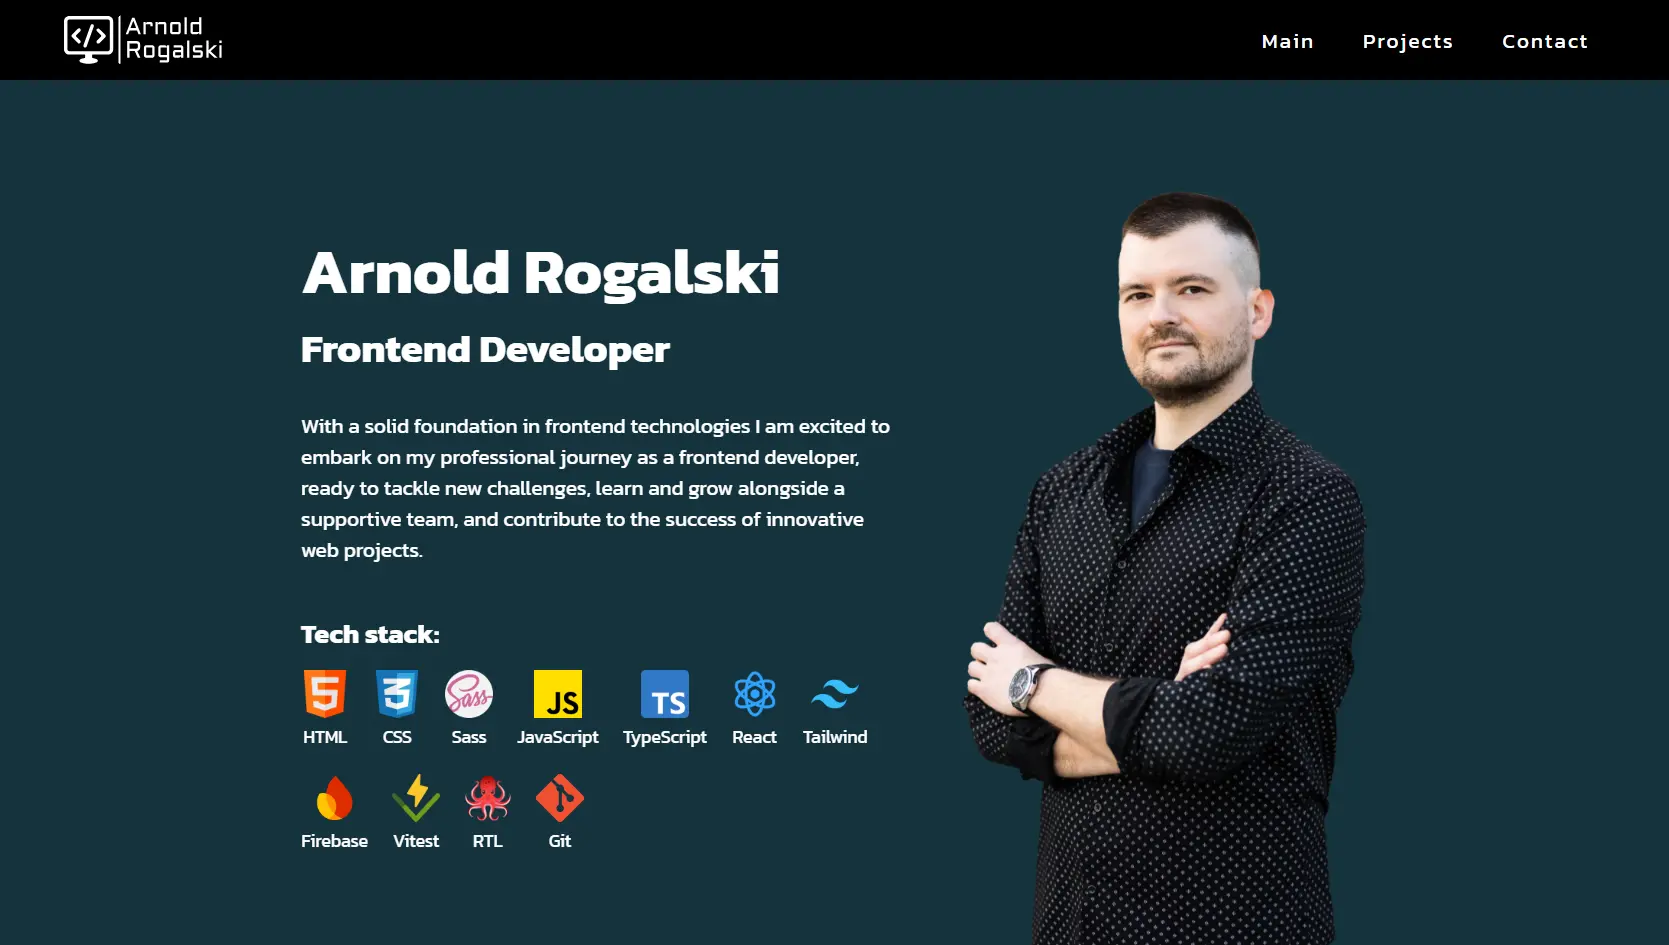 Arnold
Rogalski
Main Projects Contact
Arnold Rogalski
Frontend Developer
With a solid foundation in frontend technologies I am excited to
embark on my professional journey as a frontend developer,
ready to tackle new challenges, learn and grow alongside a
supportive team, and contribute to the success of innovative
web projects.
Tech stack:
5 3 Sass JS TS
HTML CSS Sass JavaScript TypeScript React Tailwind
Firebase Vitest RTL Git